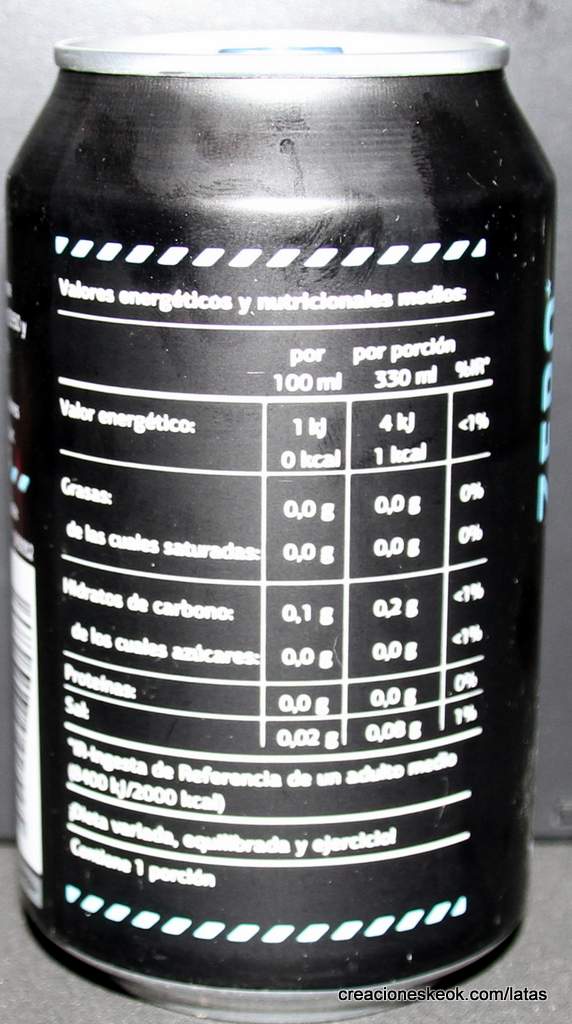 Valores energéticos y nutricionales medios:
por 100 ml por porción 330 ml %IR*
Valor energético: 1 kJ 4 kJ <1%
0 kcal 1 kcal
Grasas: 0,0 g 0,0 g 0%
de las cuales saturadas: 0,0 g 0,0 g 0%
Hidratos de carbono: 0,1 g 0,2 g <1%
de los cuales azúcares: 0,0 g 0,0 g <1%
Proteínas: 0,0 g 0,0 g 0%
Sal: 0,02 g 0,08 g 1%
*IR-Ingesta de Referencia de un adulto medio
(8400 kJ/2000 kcal)
¡Dieta variada, equilibrada y ejercicio!
Contiene 1 porción
ZERO
creacioneskeok.com/latas